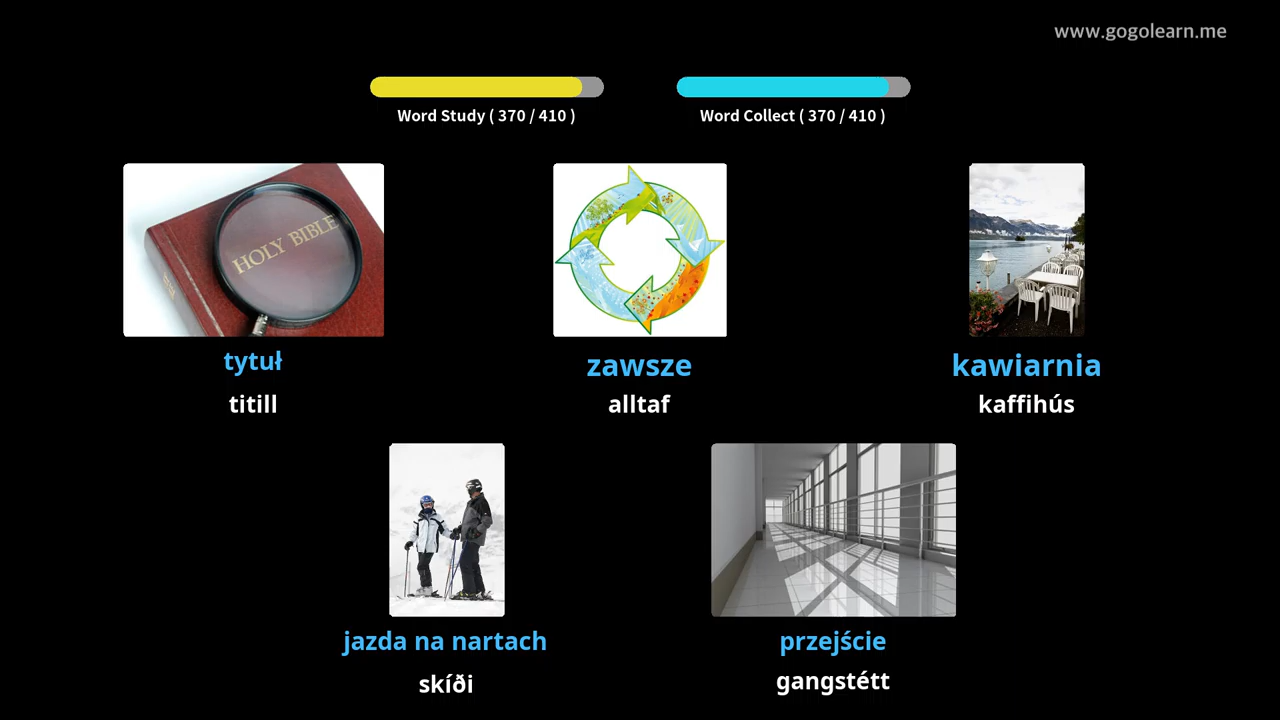 www.gogolearn.me
Word Study ( 370 / 410 )
Word Collect ( 370 / 410 )
HOLY BIBLE
tytuł
titill
zawsze
alltaf
kawiarnia
kaffihús
jazda na nartach
skíði
przejście
gangstétt